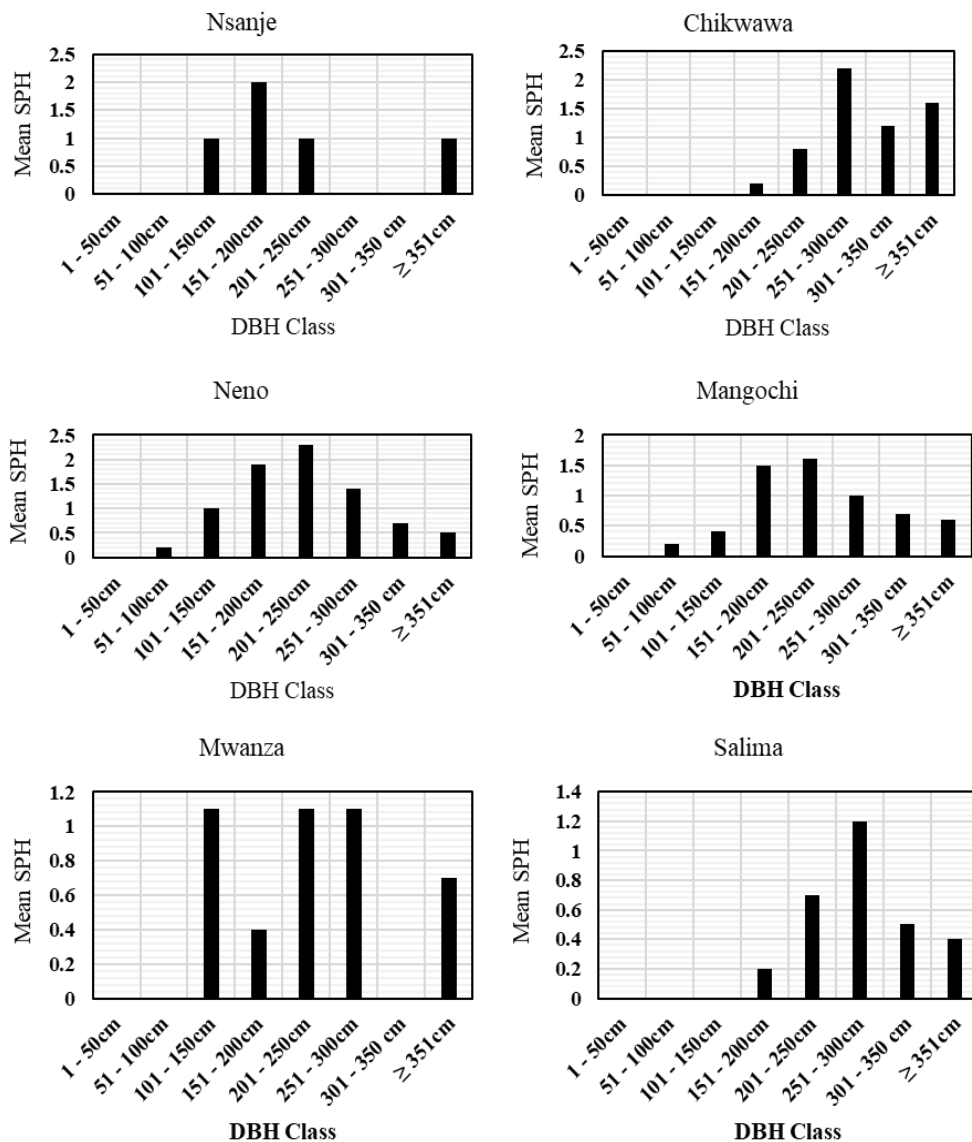 Nsanje
Mean SPH
2.5
2
1.5
1
0.5
0
1 - 50cm
51 - 100cm
101 - 150cm
151 - 200cm
201 - 250cm
251 - 300cm
301 - 350 cm
≥ 351cm
DBH Class
Chikwawa
Mean SPH
2.5
2
1.5
1
0.5
0
1 - 50cm
51 - 100cm
101 - 150cm
151 - 200cm
201 - 250cm
251 - 300cm
301 - 350 cm
≥ 351cm
DBH Class
Neno
Mean SPH
2.5
2
1.5
1
0.5
0
1 - 50cm
51 - 100cm
101 - 150cm
151 - 200cm
201 - 250cm
251 - 300cm
301 - 350 cm
≥ 351cm
DBH Class
Mangochi
Mean SPH
2
1.5
1
0.5
0
1 - 50cm
51 - 100cm
101 - 150cm
151 - 200cm
201 - 250cm
251 - 300cm
301 - 350 cm
≥ 351cm
DBH Class
Mwanza
Mean SPH
1.2
1
0.8
0.6
0.4
0.2
0
1 - 50cm
51 - 100cm
101 - 150cm
151 - 200cm
201 - 250cm
251 - 300cm
301 - 350 cm
≥ 351cm
DBH Class
Salima
Mean SPH
1.4
1.2
1
0.8
0.6
0.4
0.2
0
1 - 50cm
51 - 100cm
101 - 150cm
151 - 200cm
201 - 250cm
251 - 300cm
301 - 350 cm
≥ 351cm
DBH Class